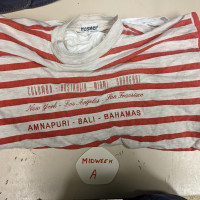 COLOMBO - AUSTRALIA - MIAMI - SHANGHAI
New York - Los Angeles - San Francisco
AMNAPURI - BALI - BAHAMAS
MIDWEEK
A